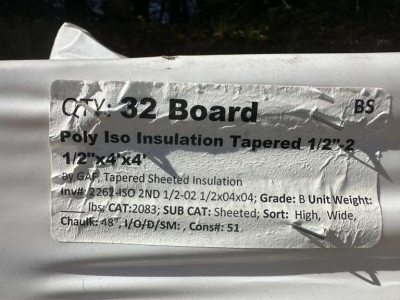 QTY: 32 Board BS
Poly Iso Insulation Tapered 1/2"-2
1/2"x4'x4'
By GAF, Tapered Sheeted Insulation
Inv#: 2262-ISO 2ND 1/2-02 1/2x04x04; Grade: B Unit Weight:
lbs; CAT:2083; SUB CAT: Sheeted; Sort: High, Wide,
Chaulk: 48", I/O/D/SM: , Cons#: 51